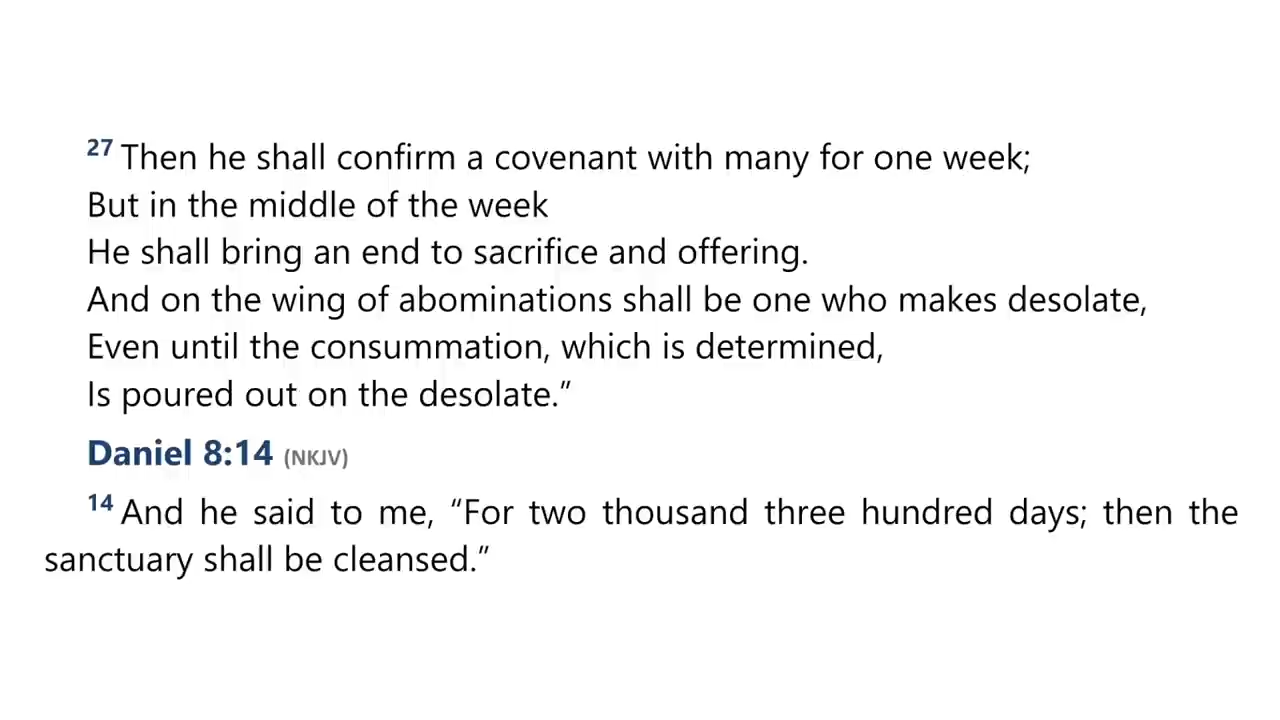 27 Then he shall confirm a covenant with many for one week;
But in the middle of the week
He shall bring an end to sacrifice and offering.
And on the wing of abominations shall be one who makes desolate,
Even until the consummation, which is determined,
Is poured out on the desolate.”
Daniel 8:14 (NKJV)
14 And he said to me, “For two thousand three hundred days; then the
sanctuary shall be cleansed.”